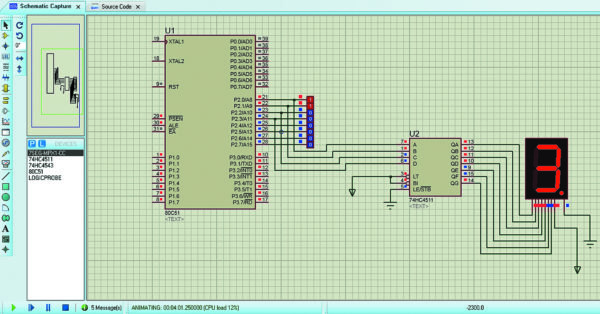 Schematic Capture
Source Code
U1
19
XTAL1
18
XTAL2
9
RST
29
PSEN
30
ALE
31
EA
1
P1.0
2
P1.1
3
P1.2
4
P1.3
5
P1.4
6
P1.5
7
P1.6
8
P1.7
80C51
<TEXT>
P0.0/AD0
39
P0.1/AD1
38
P0.2/AD2
37
P0.3/AD3
36
P0.4/AD4
35
P0.5/AD5
34
P0.6/AD6
33
P0.7/AD7
32
P2.0/A8
21
P2.1/A9
22
P2.2/A10
23
P2.3/A11
24
P2.4/A12
25
P2.5/A13
26
P2.6/A14
27
P2.7/A15
28
P3.0/RXD
10
P3.1/TXD
11
P3.2/INT0
12
P3.3/INT1
13
P3.4/T0
14
P3.5/T1
15
P3.6/WR
16
P3.7/RD
17
U2
7
A
1
B
2
C
6
D
3
LT
4
BI
5
LE/STB
QA
13
QB
12
QC
11
QD
10
QE
9
QF
15
QG
14
74HC4511
<TEXT>
3.
0°
P L DEVICES
7SEG-MPX1-CC
74HC4511
74HC4543
80C51
LOGICPROBE
5 Message(s)
ANIMATING: 00:04:01.250000 (CPU load 12%)
-2300.0